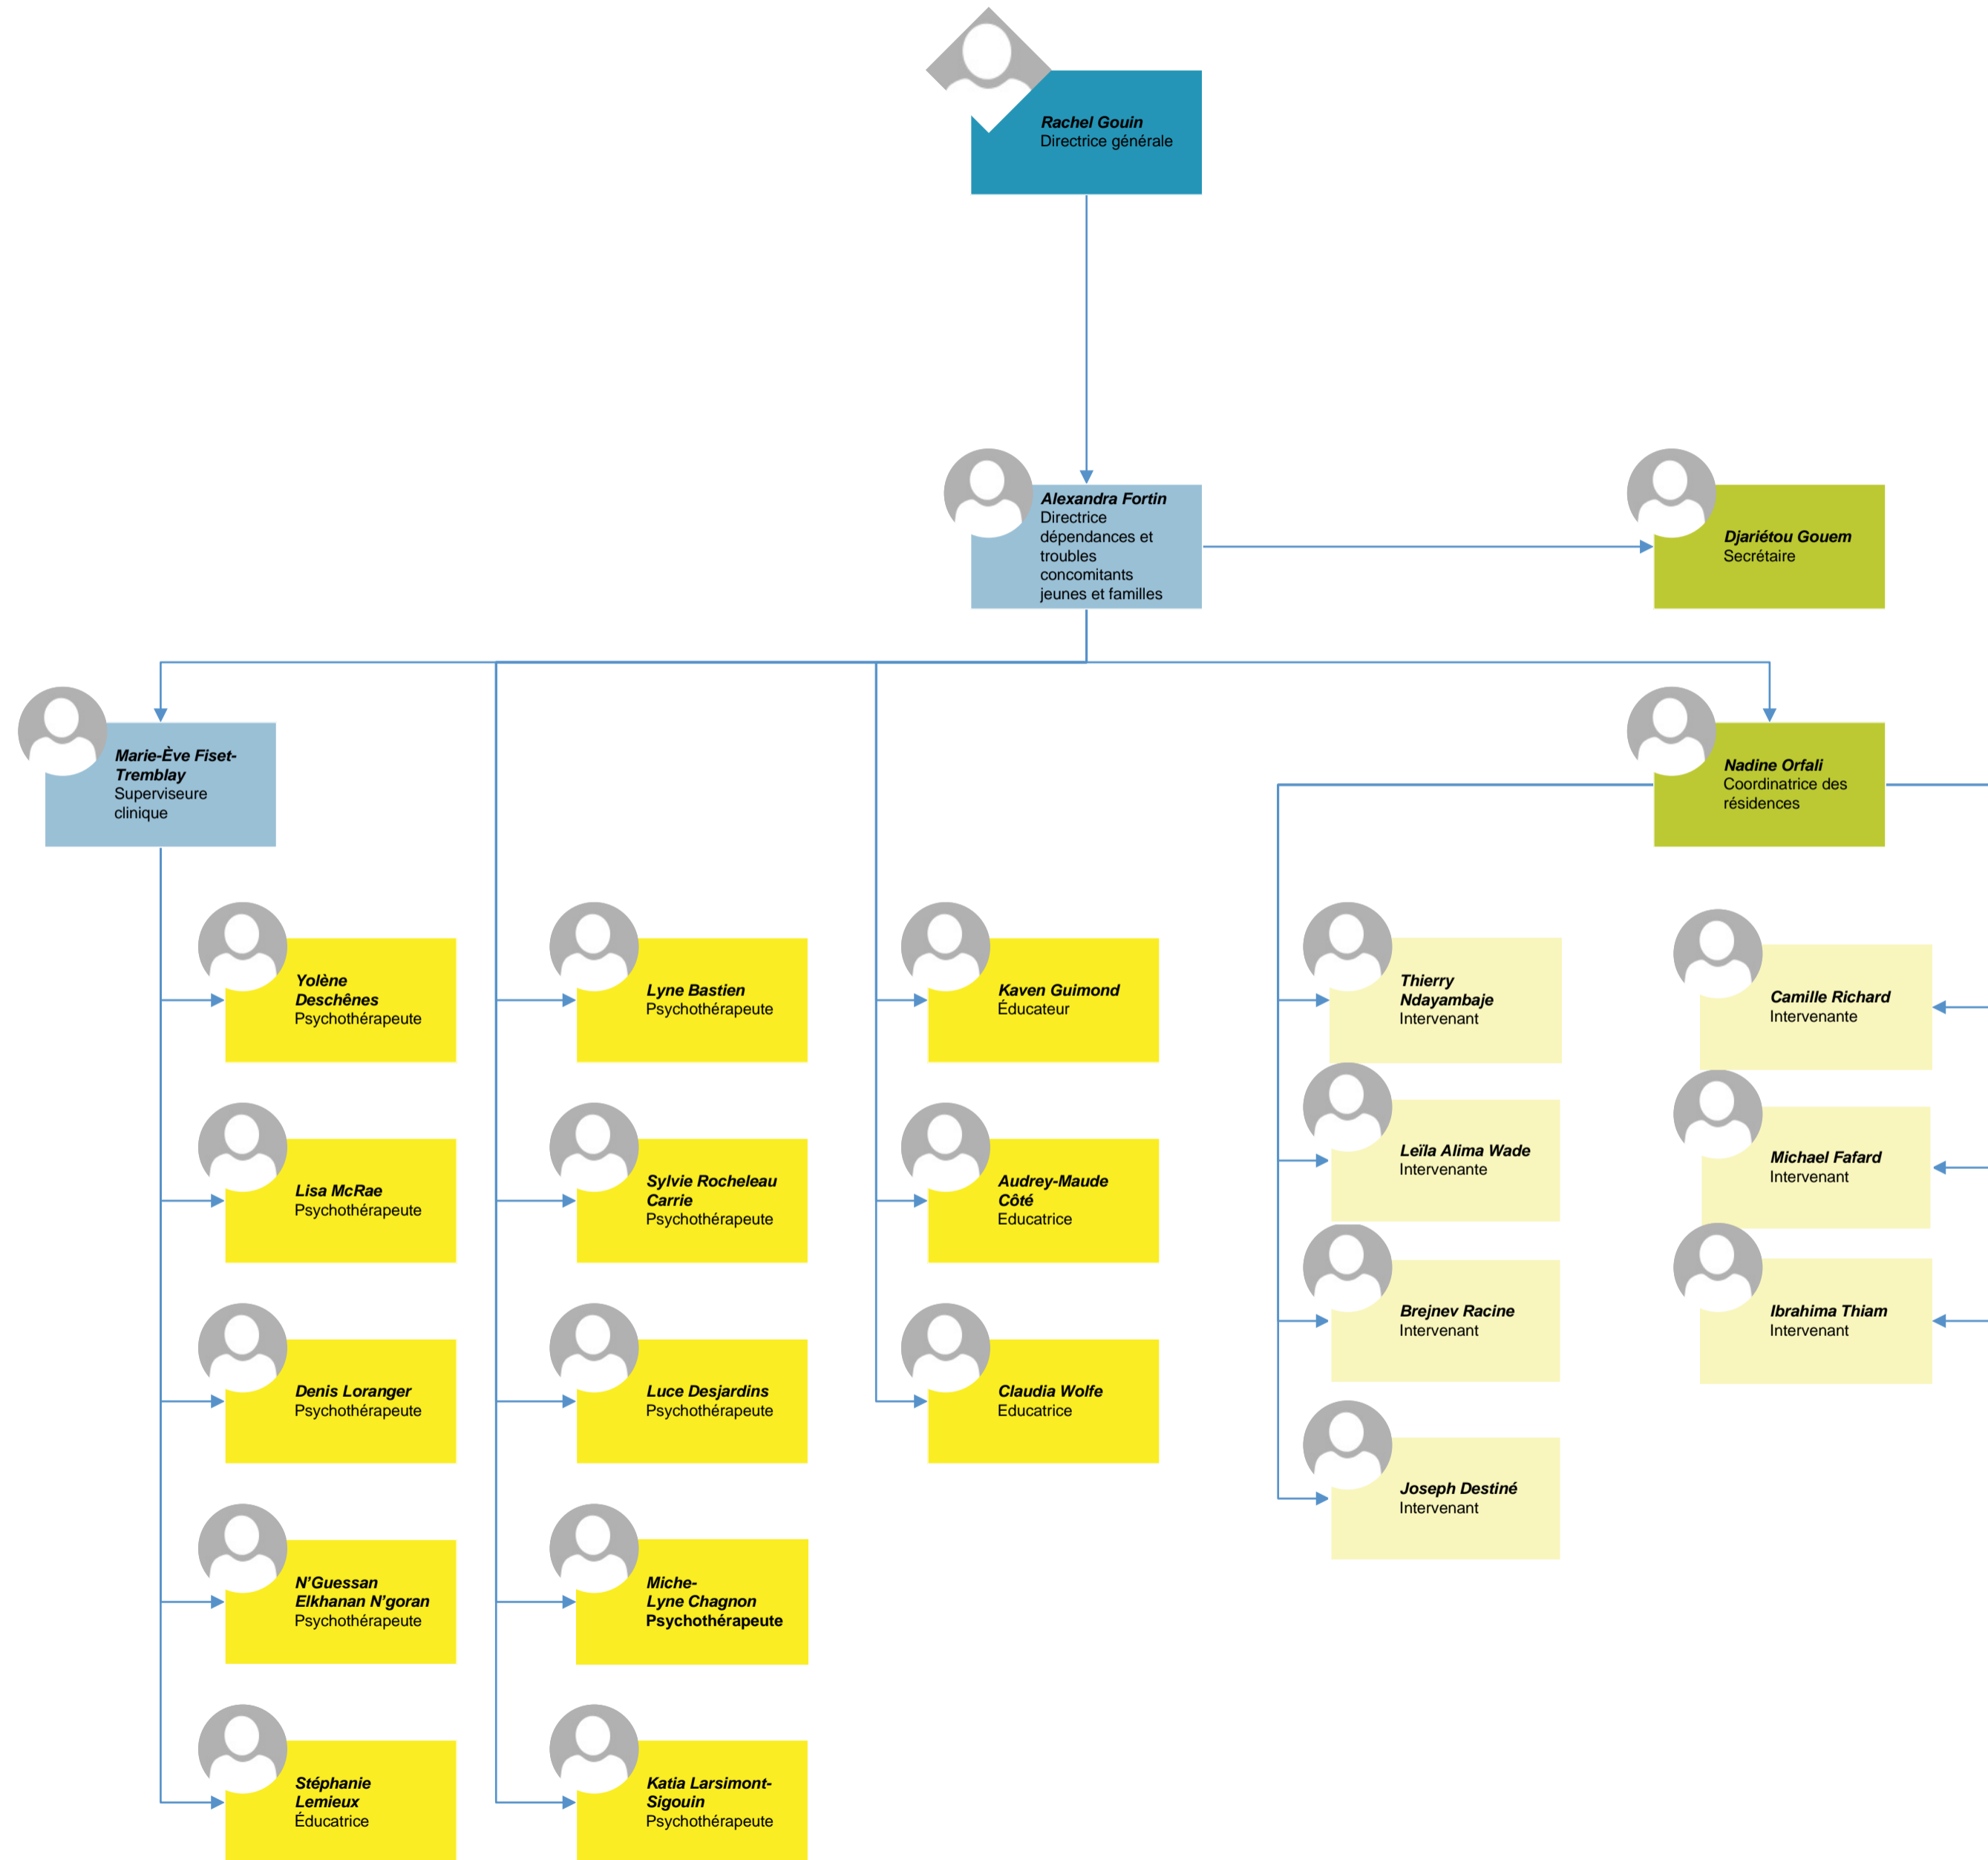 Rachel Gouin
Directrice générale
Alexandra Fortin
Directrice
dépendances et
troubles
concomitants
jeunes et familles
Djariétou Gouem
Secrétaire
Marie-Ève Fiset-
Tremblay
Superviseure
clinique
Nadine Orfali
Coordinatrice des
résidences
Yolène
Deschênes
Psychothérapeute
Lisa McRae
Psychothérapeute
Denis Loranger
Psychothérapeute
N’Guessan
Elkhanan N’goran
Psychothérapeute
Stéphanie
Lemieux
Éducatrice
Lyne Bastien
Psychothérapeute
Sylvie Rocheleau
Carrie
Psychothérapeute
Luce Desjardins
Psychothérapeute
Miche-
Lyne Chagnon
Psychothérapeute
Katia Larsimont-
Sigouin
Psychothérapeute
Kaven Guimond
Éducateur
Audrey-Maude
Côté
Educatrice
Claudia Wolfe
Educatrice
Thierry
Ndayambaje
Intervenant
Leïla Alima Wade
Intervenante
Brejnev Racine
Intervenant
Joseph Destiné
Intervenant
Camille Richard
Intervenante
Michael Fafard
Intervenant
Ibrahima Thiam
Intervenant